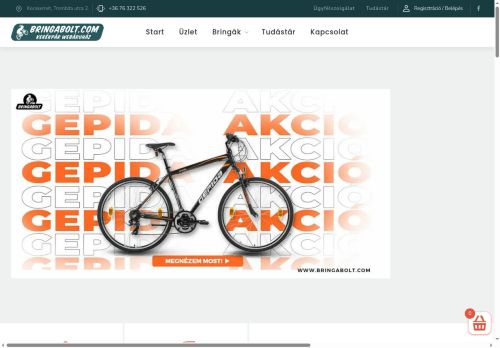 Kecskemét, Trombita utca 2.
+36 76 322 526
Ügyfélszolgálat
Tudástár
Regisztráció / Belépés
BRINGABOLT.COM
KERÉKPÁR WEBÁRUHÁZ
Start
Üzlet
Bringák
Tudástár
Kapcsolat
BRINGABOLT
GEPIDA AKCIÓ
GEPIDA AKCIÓ
GEPIDA AKCIÓ
GEPIDA AKCIÓ
GEPIDA AKCIÓ
GEPIDA AKCIÓ
GEPIDA
MEGNÉZEM MOST!
WWW.BRINGABOLT.COM
0